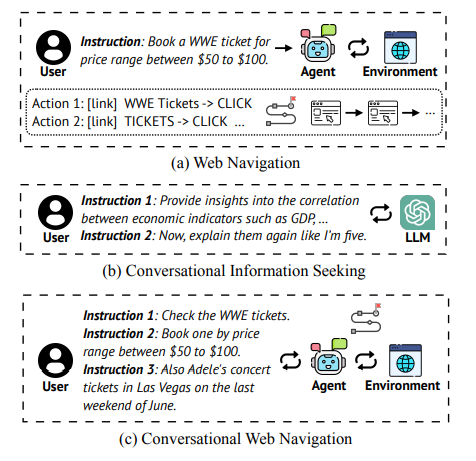 Instruction: Book a WWE ticket for
price range between $50 to $100.
User
Agent
Environment
Action 1: [link] WWE Tickets -> CLICK
Action 2: [link] TICKETS -> CLICK ...
...
(a) Web Navigation
Instruction 1: Provide insights into the correlation
between economic indicators such as GDP, ...
Instruction 2: Now, explain them again like I'm five.
User
LLM
(b) Conversational Information Seeking
Instruction 1: Check the WWE tickets.
Instruction 2: Book one by price
range between $50 to $100.
Instruction 3: Also Adele's concert
tickets in Las Vegas on the last
weekend of June.
User
Agent
Environment
(c) Conversational Web Navigation